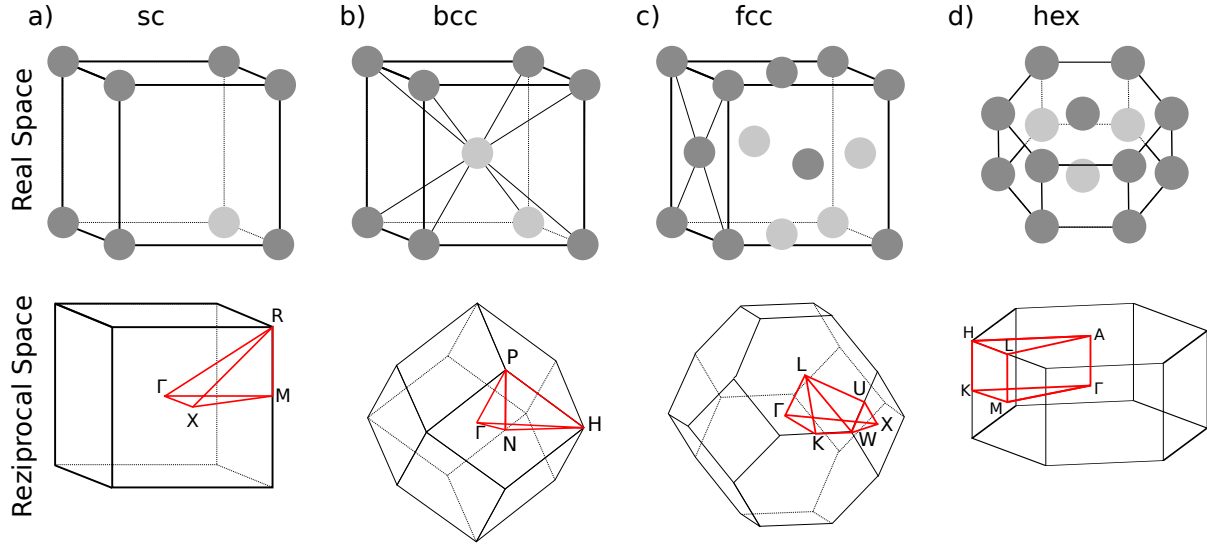 a) sc
b) bcc
c) fcc
d) hex
Real Space
Reziprocal Space
R
Γ
X
M
P
Γ
N
H
L
Γ
K
U
X
W
H
L
A
K
M
Γ